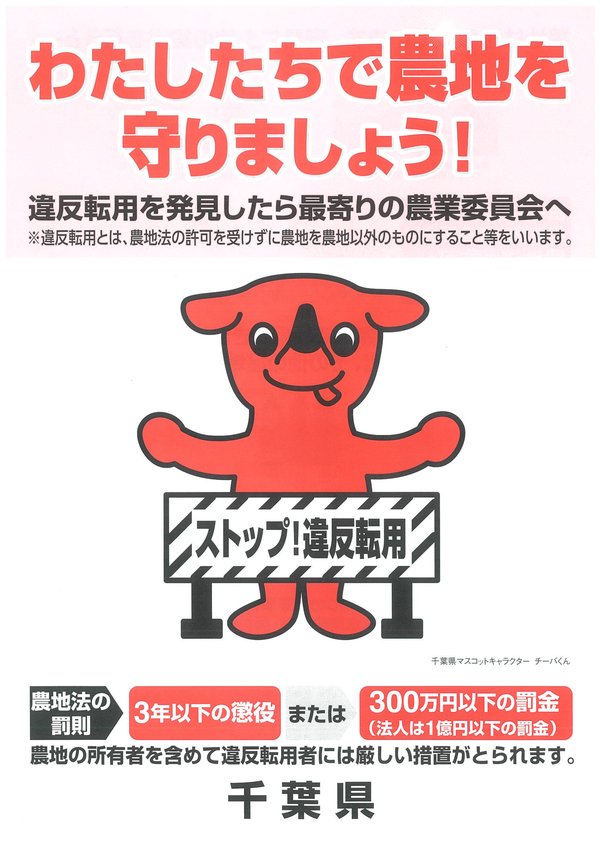 わたしたちで農地を
守りましょう!
違反転用を発見したら最寄りの農業委員会へ
※違反転用とは、農地法の許可を受けずに農地を農地以外のものにすること等をいいます。
ストップ!違反転用
千葉県マスコットキャラクター チーバくん
農地法の
罰則
3年以下の懲役
または
300万円以下の罰金
(法人は1億円以下の罰金)
農地の所有者を含めて違反転用者には厳しい措置がとられます。
千葉県